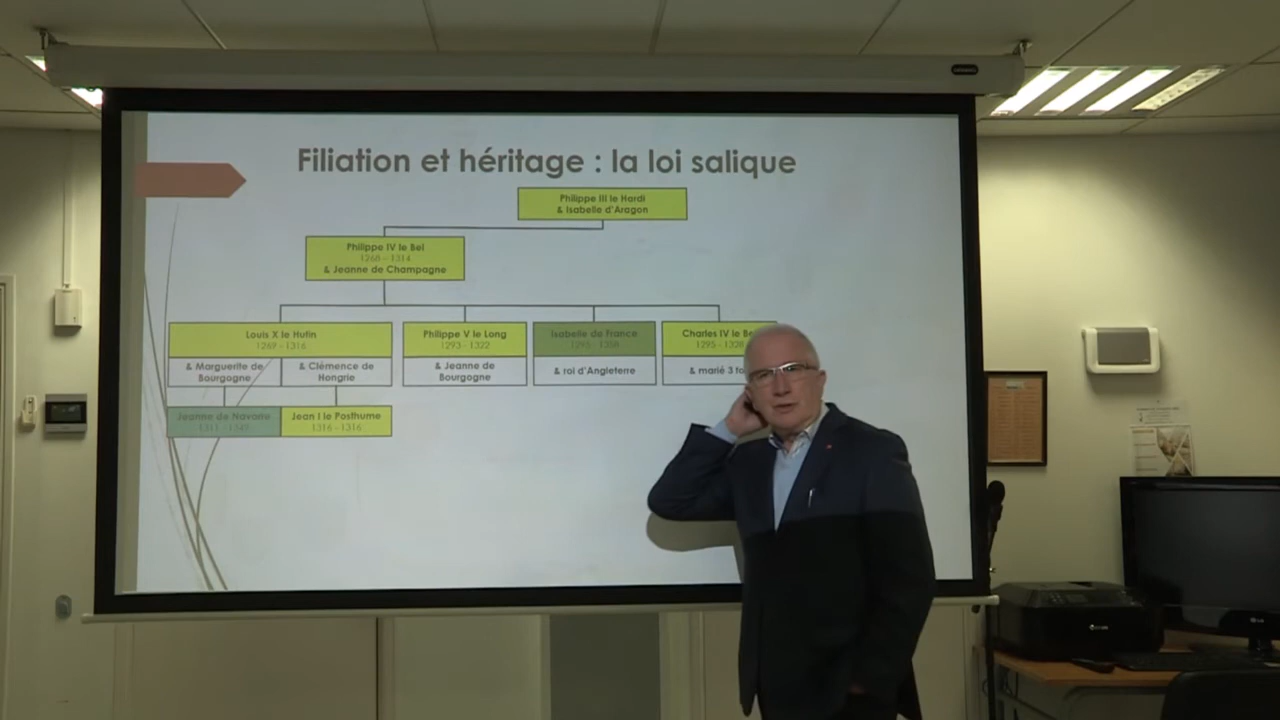 Filiation et héritage : la loi salique
Philippe III le Hardi
& Isabelle d'Aragon
Philippe IV le Bel
1268 - 1314
& Jeanne de Champagne
Louis X le Hutin
1289 - 1316
& Marguerite de
Bourgogne
& Clémence de
Hongrie
Philippe V le Long
1293 - 1322
& Jeanne de
Bourgogne
Isabelle de France
& roi d'Angleterre
Charles IV le
1295 - 1328
& marié 3
Jeanne de Navarre
Jean I le Posthume
1316 - 1316
LG